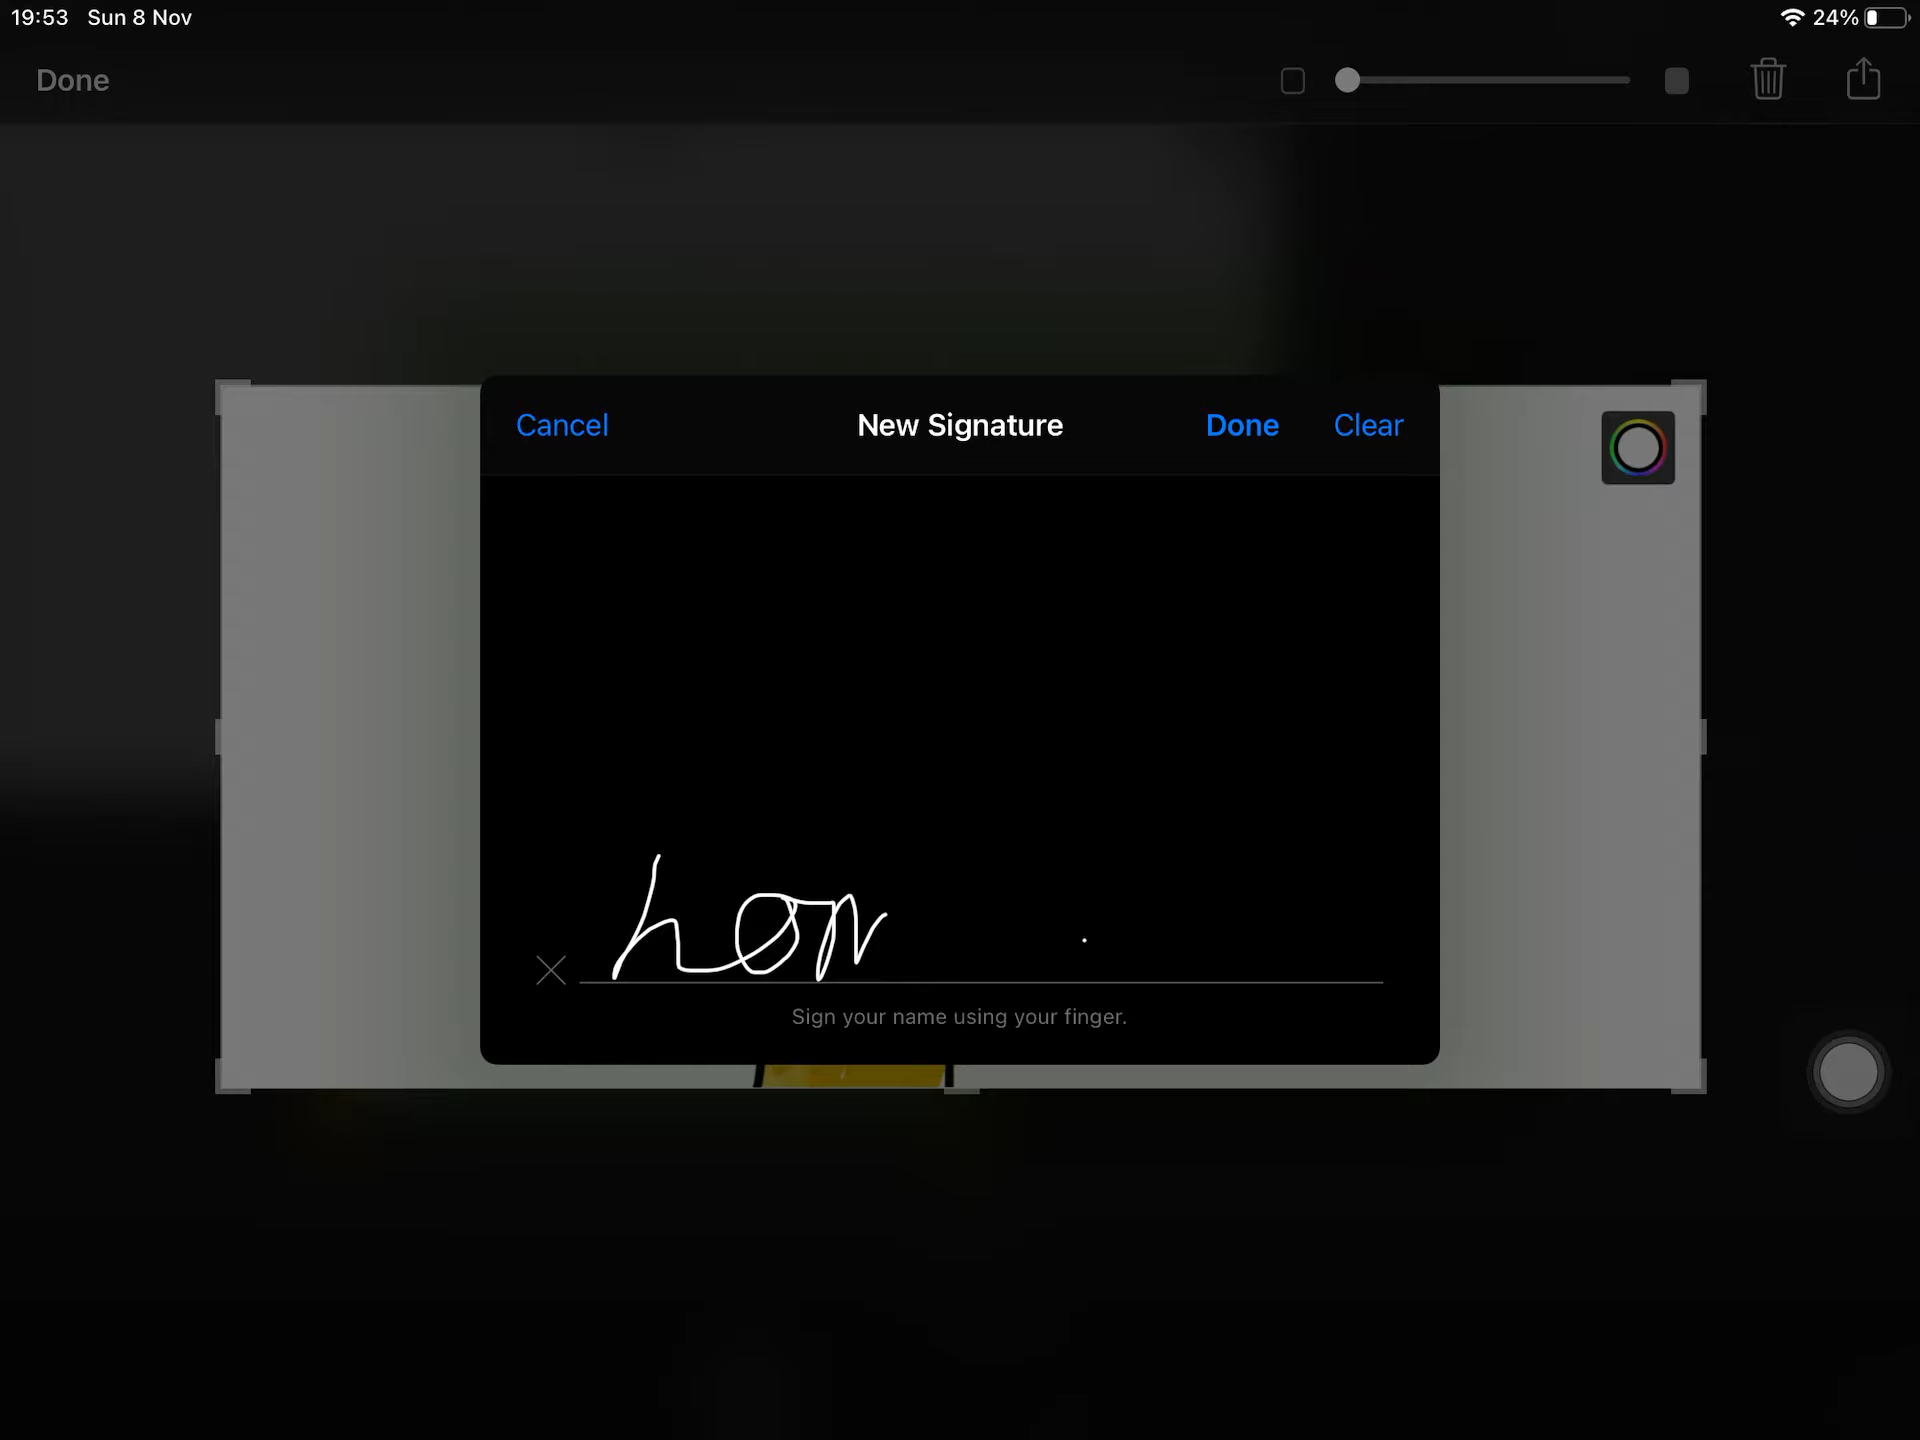 19:53 Sun 8 Nov 24%
Done
Cancel New Signature Done Clear
Sign your name using your finger.